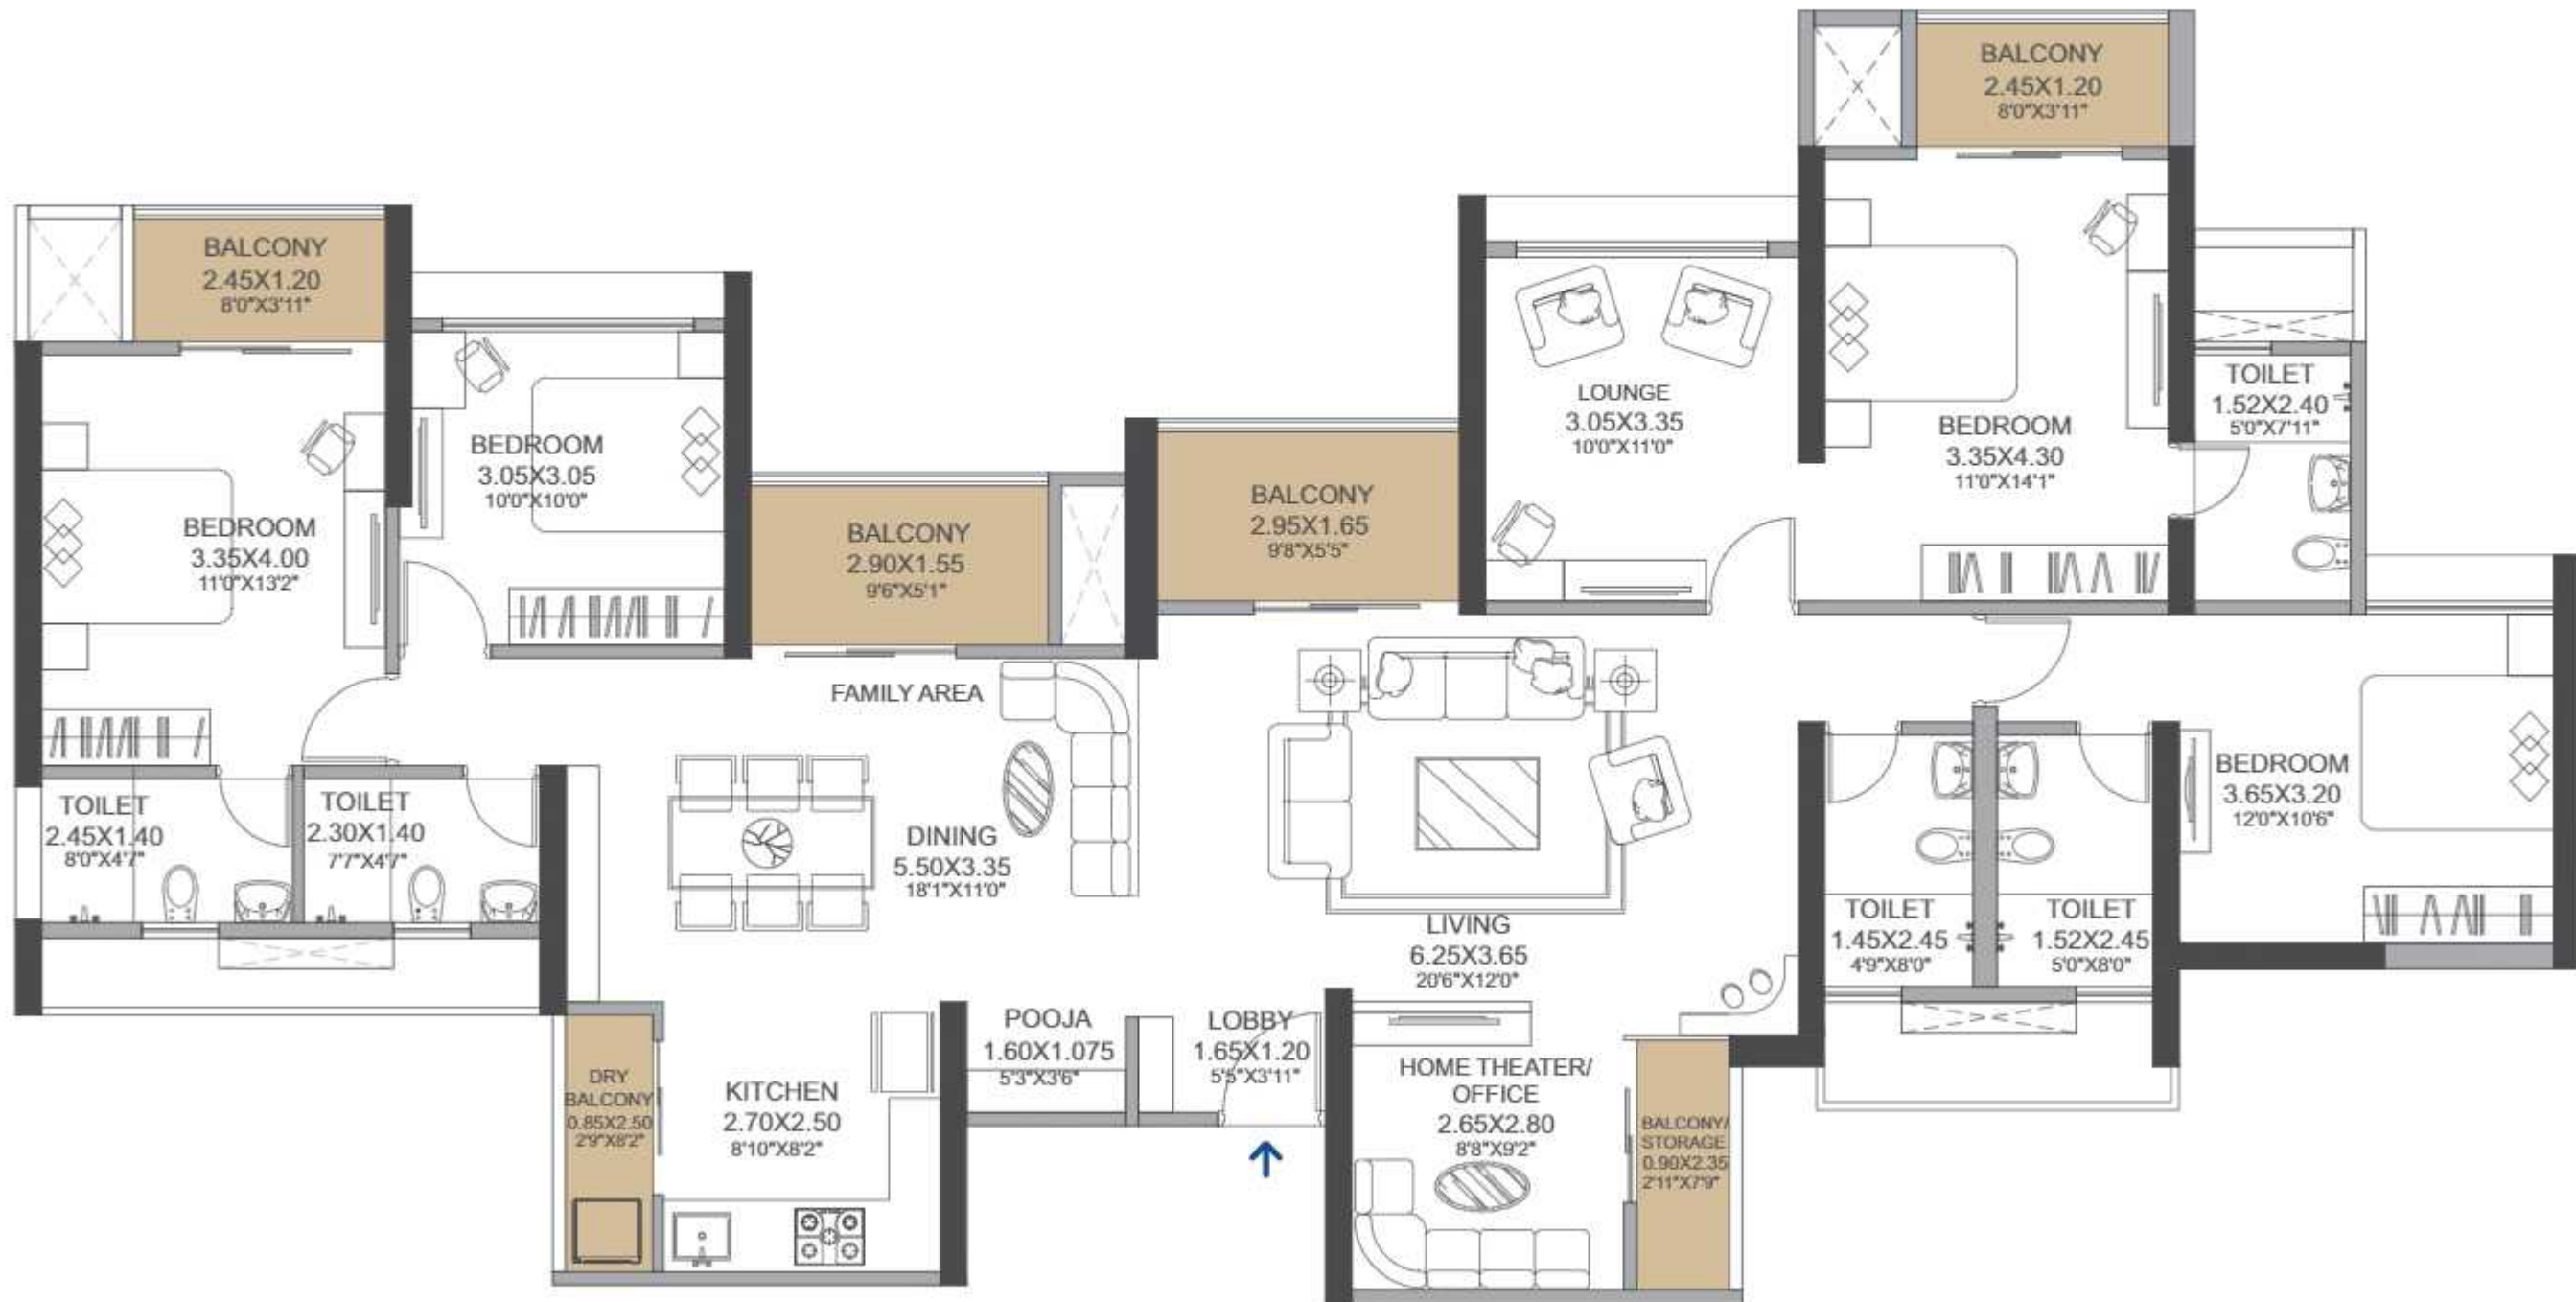 BALCONY
2.45X1.20
8'0"X3'11"
BALCONY
2.45X1.20
8'0"X3'11"
BEDROOM
3.05X3.05
10'0"X10'0"
BEDROOM
3.35X4.00
11'0"X13'2"
BALCONY
2.90X1.55
9'6"X5'1"
BALCONY
2.95X1.65
9'8"X5'5"
LOUNGE
3.05X3.35
10'0"X11'0"
BEDROOM
3.35X4.30
11'0"X14'1"
TOILET
1.52X2.40
5'0"X7'11"
FAMILY AREA
TOILET
2.45X1.40
8'0"X4'7"
TOILET
2.30X1.40
7'7"X4'7"
DINING
5.50X3.35
18'1"X11'0"
LIVING
6.25X3.65
20'6"X12'0"
BEDROOM
3.65X3.20
12'0"X10'6"
TOILET
1.45X2.45
4'9"X8'0"
TOILET
1.52X2.45
5'0"X8'0"
POOJA
1.60X1.075
5'3"X3'6"
LOBBY
1.65X1.20
5'5"X3'11"
DRY
BALCONY
0.85X2.50
2'9"X8'2"
KITCHEN
2.70X2.50
8'10"X8'2"
HOME THEATER/
OFFICE
2.65X2.80
8'8"X9'2"
BALCONY/
STORAGE
0.90X2.35
2'11"X7'9"